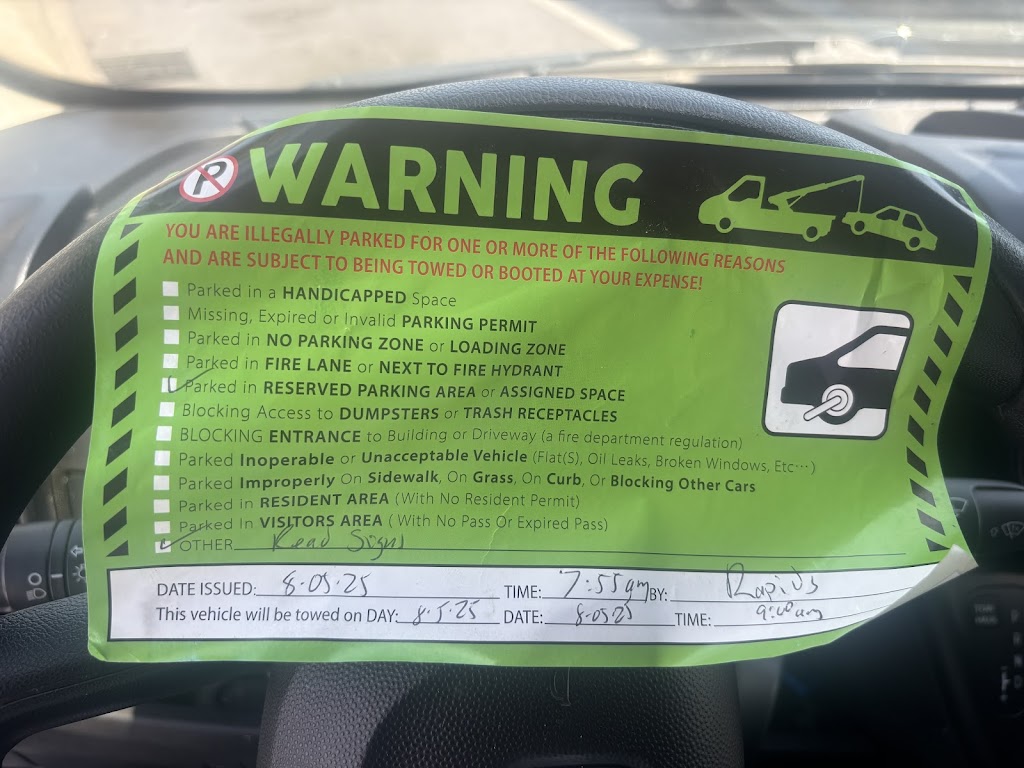 P WARNING
YOU ARE ILLEGALLY PARKED FOR ONE OR MORE OF THE FOLLOWING REASONS
AND ARE SUBJECT TO BEING TOWED OR BOOTED AT YOUR EXPENSE!
Parked in a HANDICAPPED Space
Missing, Expired or Invalid PARKING PERMIT
Parked in NO PARKING ZONE or LOADING ZONE
Parked in FIRE LANE or NEXT TO FIRE HYDRANT
Parked in RESERVED PARKING AREA or ASSIGNED SPACE
Blocking Access to DUMPSTERS or TRASH RECEPTACLES
BLOCKING ENTRANCE to Building or Driveway (a fire department regulation)
Parked Inoperable or Unacceptable Vehicle (Flat(S), Oil Leaks, Broken Windows, Etc···)
Parked Improperly On Sidewalk, On Grass, On Curb, Or Blocking Other Cars
Parked in RESIDENT AREA (With No Resident Permit)
Parked In VISITORS AREA ( With No Pass Or Expired Pass)
OTHER Read Signs
DATE ISSUED: 8-05-25 TIME: 7:55am BY: Rapids
This vehicle will be towed on DAY: 8-5-25 DATE: 8-05-25 TIME: 9:00am